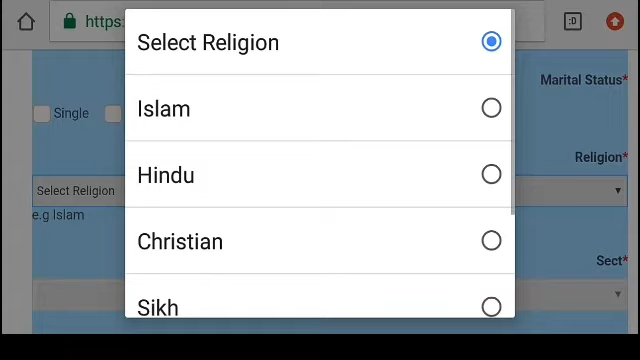 https:
:D
Select Religion
Islam
Hindu
Christian
Sikh
Marital Status*
Single
Religion*
Select Religion
e.g Islam
Sect*